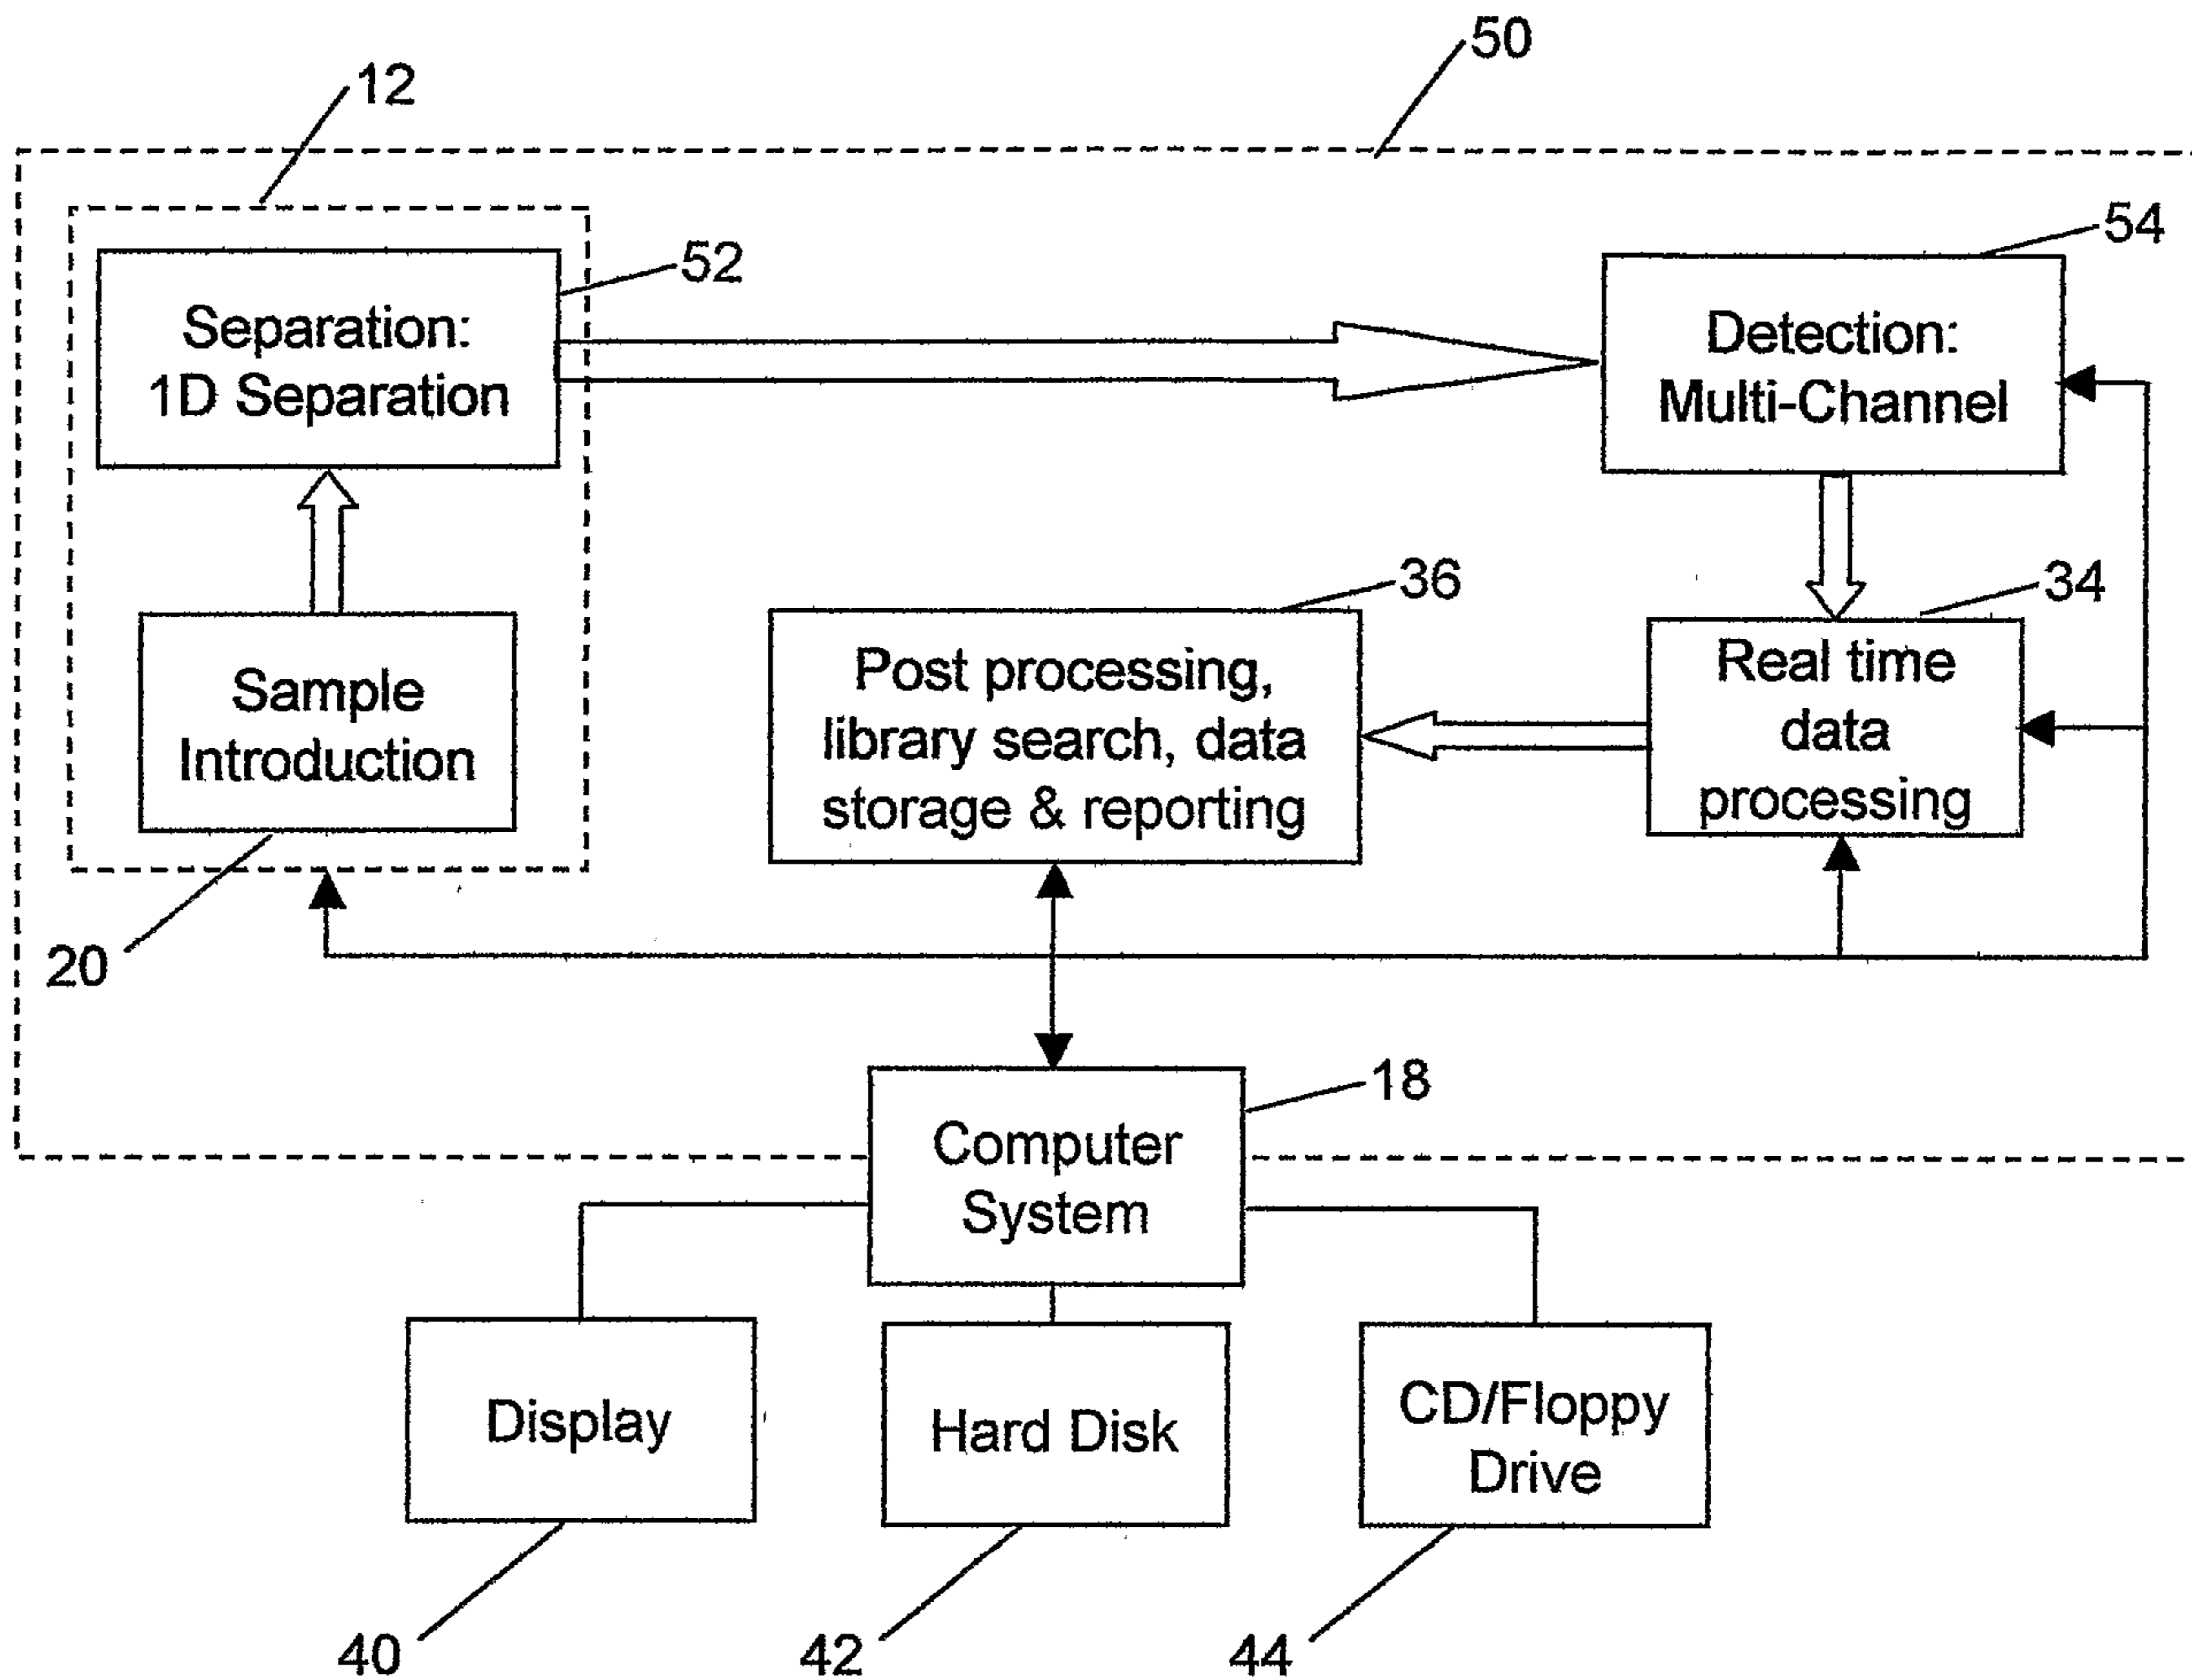 50
12
54
52
Separation:
1D Separation
Detection:
Multi-Channel
36
34
Sample
Introduction
Post processing,
library search, data
storage & reporting
Real time
data
processing
20
18
Computer
System
Display
Hard Disk
CD/Floppy
Drive
40
42
44